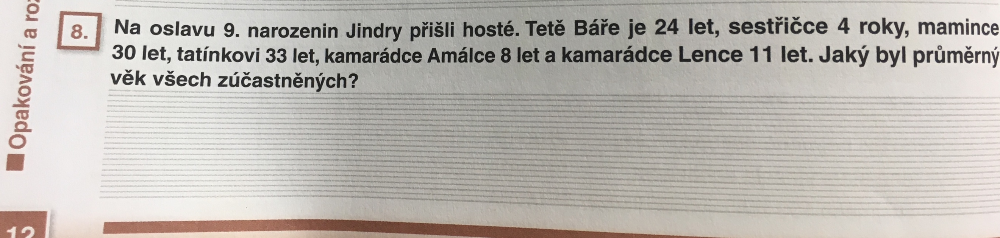 Opakování a
8.
Na oslavu 9. narozenin Jindry přišli hosté. Tetě Báře je 24 let, sestřičce 4 roky, mamince
30 let, tatínkovi 33 let, kamarádce Amálce 8 let a kamarádce Lence 11 let. Jaký byl průměrný
věk všech zúčastněných?
12